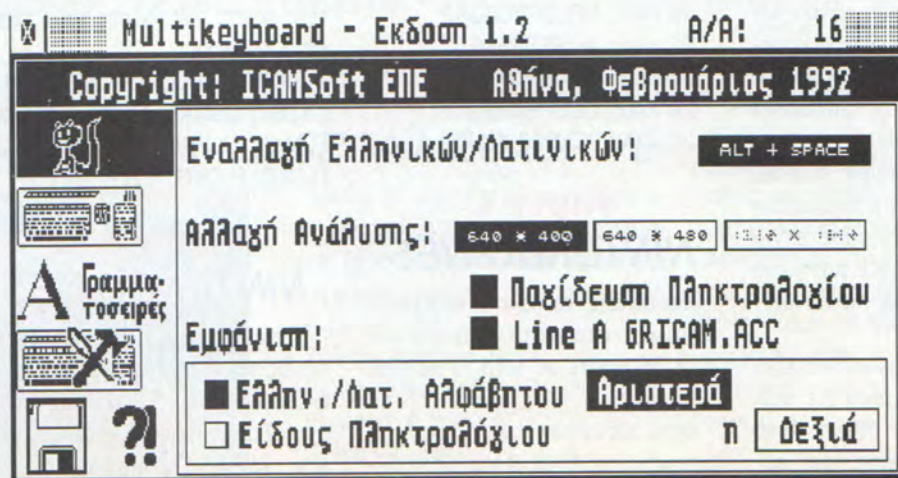 Multikeyboard - Εκδοση 1.2 Α/Α: 16
Copyright: ICAMSoft ΕΠΕ Αθήνα, Φεβρουάριος 1992
Εναλλαγή Ελληνικών/Λατινικών: ALT + SPACE
Αλλαγή Ανάλυσης: 640 * 400 640 * 480
Παγίδευση Πληκτρολογίου
Γραμμα-
τοσειρές
Line A GRICAM.ACC
Εμφάνιση:
Ελλην./Λατ. Αλφάβητου Αριστερά
Είδους Πληκτρολόγιου η Δεξιά
?!